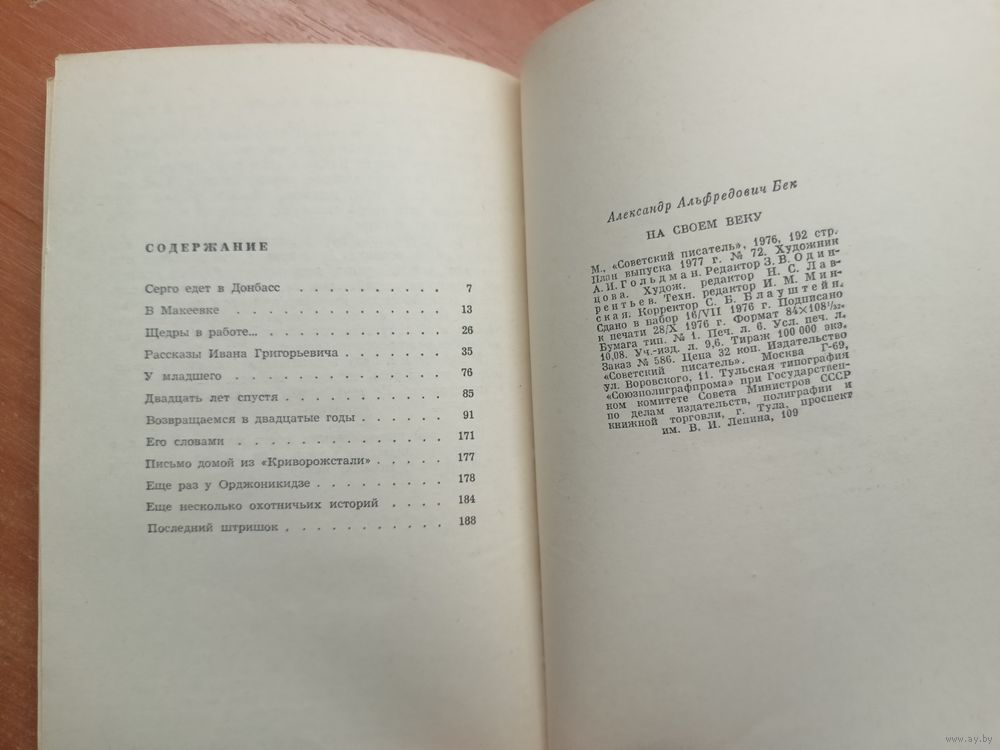 СОДЕРЖАНИЕ
Серго едет в Донбасс . . . . . . . . . . 7
В Макеевке . . . . . . . . . . . . . 13
Щедры в работе... . . . . . . . . . . . 26
Рассказы Ивана Григорьевича . . . . . . . 35
У младшего . . . . . . . . . . . . . 76
Двадцать лет спустя . . . . . . . . . . 85
Возвращаемся в двадцатые годы . . . . . . 91
Его словами . . . . . . . . . . . . . 171
Письмо домой из «Криворожстали» . . . . . 177
Еще раз у Орджоникидзе . . . . . . . . . 178
Еще несколько охотничьих историй . . . . 184
Последний штришок . . . . . . . . . . 188
Александр Альфредович Бек
НА СВОЕМ ВЕКУ
М., «Советский писатель», 1976, 192 стр.
План выпуска 1977 г. № 72. Художник
А. И. Гольдман. Редактор З. В. Один-
цова. Худож. редактор Н. С. Лав-
рентьев. Техн. редактор И. М. Мин-
ская. Корректор С. Б. Блауштейн.
Сдано в набор 16/VII 1976 г. Подписано
к печати 28/X 1976 г. Формат 84×108¹/₃₂.
Бумага тип. № 1. Печ. л. 6. Усл. печ. л.
10,08. Уч.-изд. л. 9,6. Тираж 100 000 экз.
Заказ № 586. Цена 32 коп. Издательство
«Советский писатель». Москва Г-69,
ул. Воровского, 11. Тульская типография
«Союзполиграфпрома» при Государствен-
ном комитете Совета Министров СССР
по делам издательств, полиграфии и
книжной торговли, г. Тула, проспект
им. В. И. Ленина, 109
www.ay.by